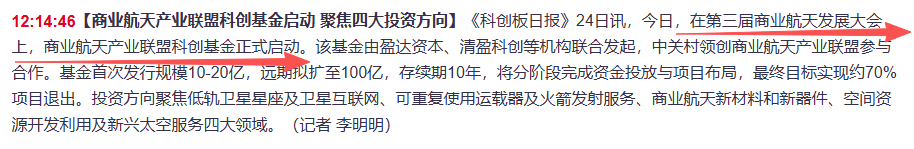 12:14:46【商业航天产业联盟科创基金启动 聚焦四大投资方向】《科创板日报》24日讯，今日，在第三届商业航天发展大会
上，商业航天产业联盟科创基金正式启动。该基金由盈达资本、清盈科创等机构联合发起，中关村领创商业航天产业联盟参与
合作。基金首次发行规模10-20亿，远期拟扩至100亿，存续期10年，将分阶段完成资金投放与项目布局，最终目标实现约70%
项目退出。投资方向聚焦低轨卫星星座及卫星互联网、可重复使用运载器及火箭发射服务、商业航天新材料和新器件、空间资
源开发利用及新兴太空服务四大领域。（记者 李明明）